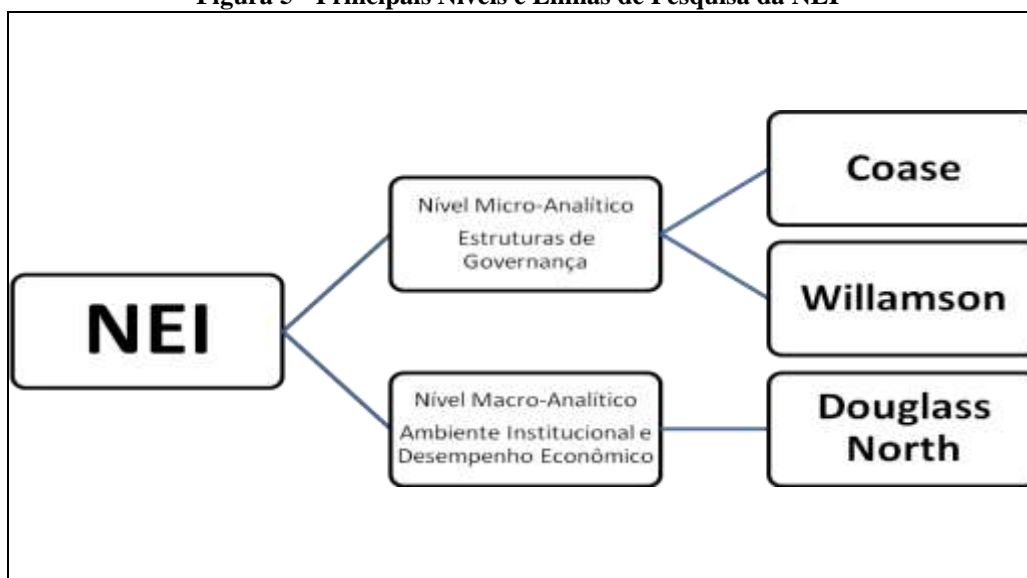 Figura 5 - Principais Níveis e Linhas de Pesquisa da NEI
NEI
Nível Micro-Analítico
Estruturas de
Governança
Coase
Willamson
Nível Macro-Analítico
Ambiente Institucional e
Desempenho Econômico
Douglass
North